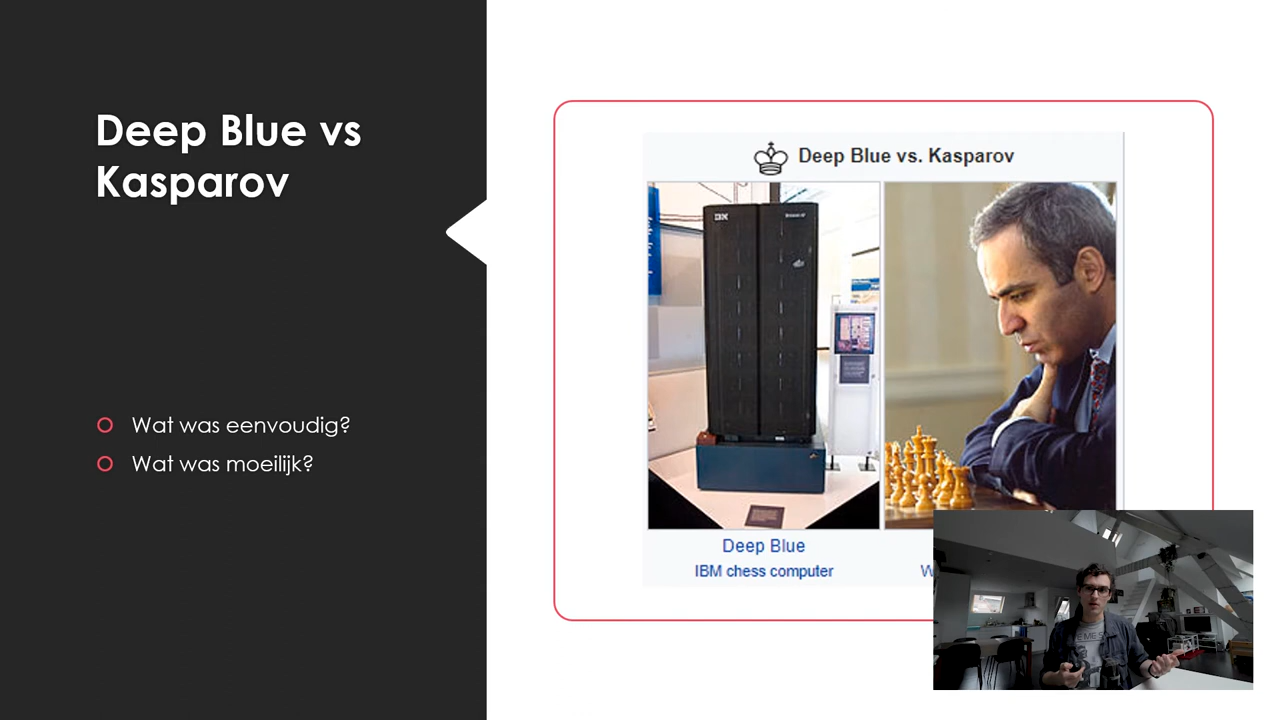 Deep Blue vs
Kasparov
Wat was eenvoudig?
Wat was moeilijk?
Deep Blue vs. Kasparov
IBM
Deep Blue
IBM chess computer
W